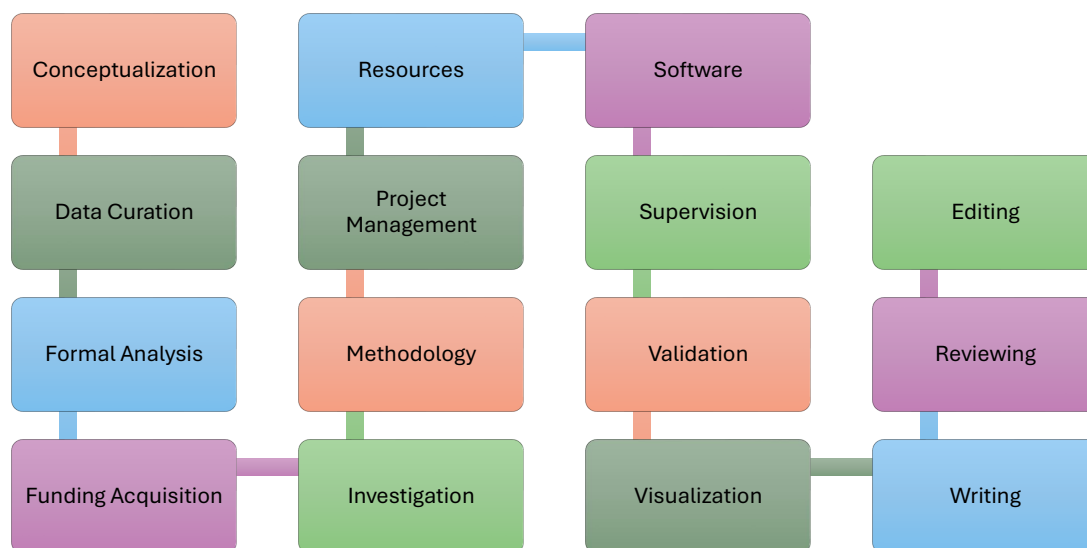 Conceptualization
Data Curation
Formal Analysis
Funding Acquisition
Investigation
Methodology
Project
Management
Resources
Software
Supervision
Validation
Visualization
Writing
Reviewing
Editing